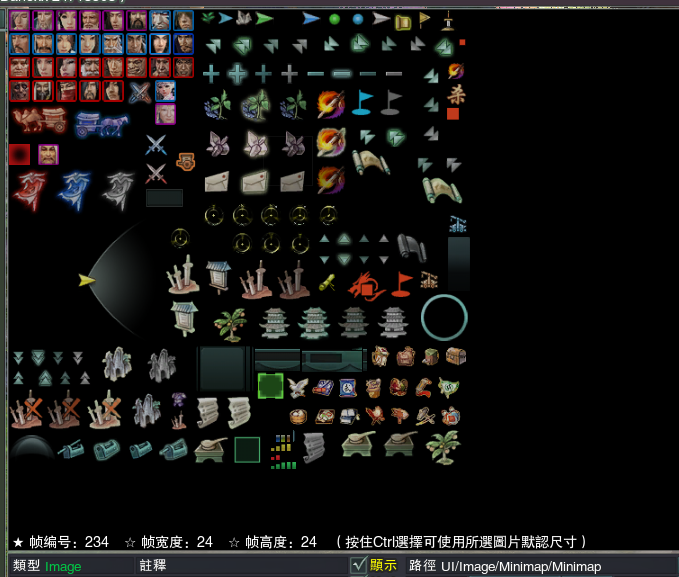 杀
★ 帧编号：234 ☆ 帧宽度：24 ☆ 帧高度：24 （按住Ctrl選擇可使用所選圖片默認尺寸）
類型 Image 註釋 顯示 路徑 UI/Image/Minimap/Minimap